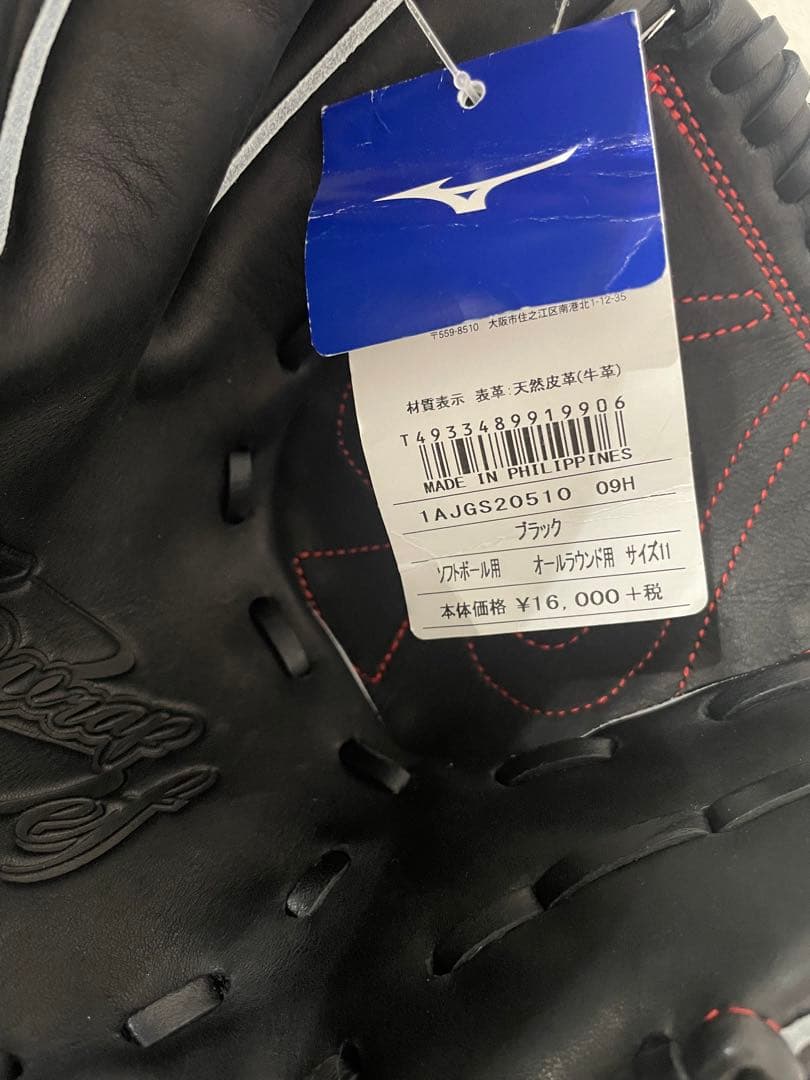 〒559-8510 大阪市住之江区南港北1-12-35
材質表示 表革:天然皮革(牛革)
T4933489919906
MADE IN PHILIPPINES
1AJGS20510 09H
ブラック
ソフトボール用 オールラウンド用 サイズ11
本体価格 ¥16,000+税